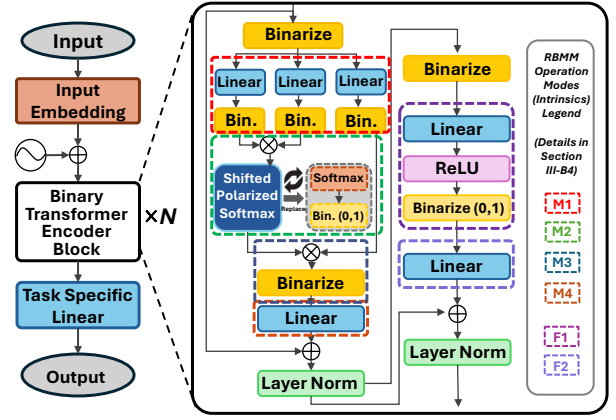 Input
Input
Embedding
Binary
Transformer
Encoder
Block
×N
Task Specific
Linear
Output
Binarize
Linear
Linear
Linear
Bin.
Bin.
Bin.
Shifted
Polarized
Softmax
Replace
Softmax
Bin. (0,1)
Binarize
Linear
Layer Norm
Binarize
Linear
ReLU
Binarize (0,1)
Linear
Layer Norm
RBMM
Operation
Modes
(Intrinsics)
Legend
(Details in
Section
III-B4)
M1
M2
M3
M4
F1
F2